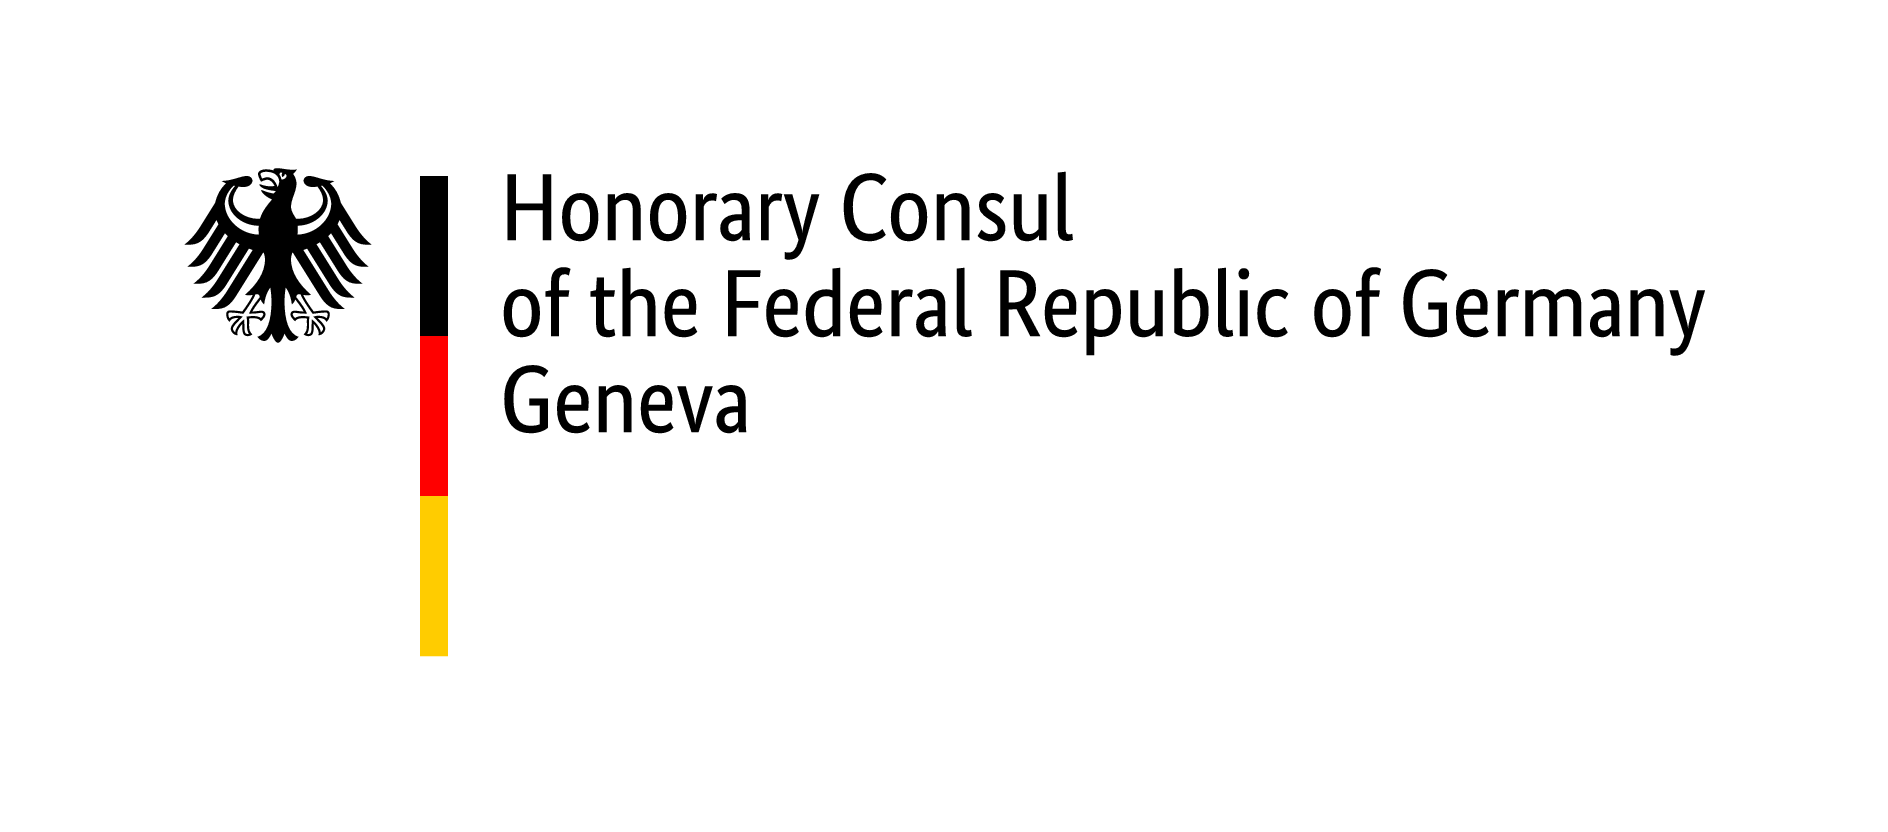 Honorary Consul
of the Federal Republic of Germany
Geneva